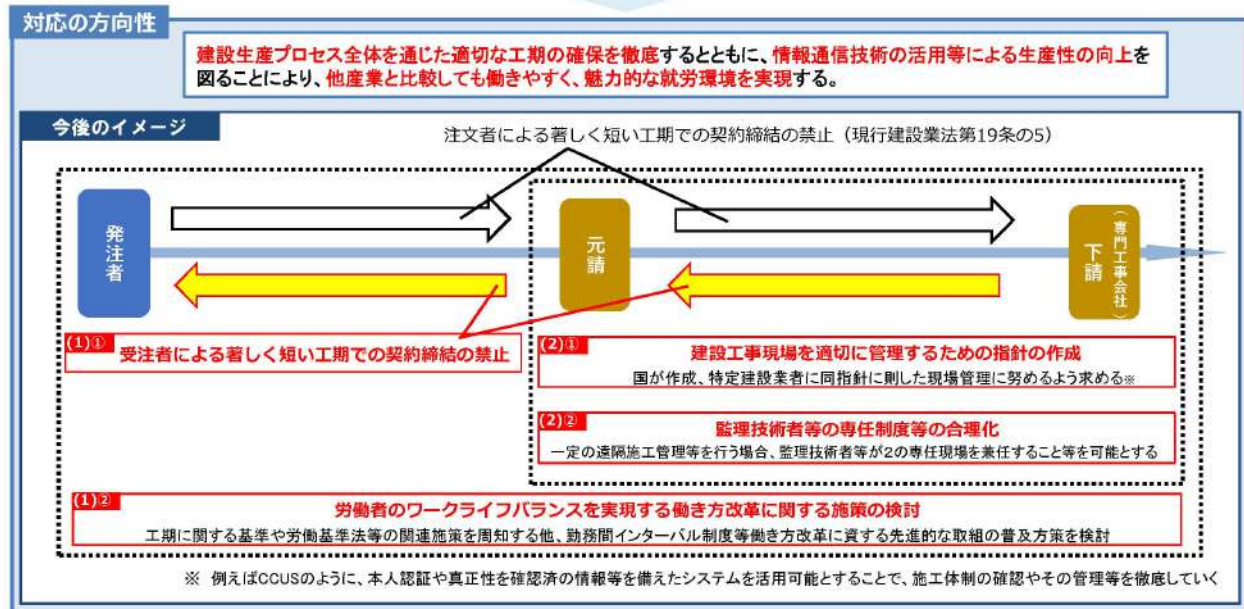 対応の方向性
建設生産プロセス全体を通じた適切な工期の確保を徹底するとともに、情報通信技術の活用等による生産性の向上を
図ることにより、他産業と比較しても働きやすく、魅力的な就労環境を実現する。
今後のイメージ
注文者による著しく短い工期での契約締結の禁止（現行建設業法第19条の5）
発注者
元請
下請
（専門工事会社）
(1)①
受注者による著しく短い工期での契約締結の禁止
(2)①
建設工事現場を適切に管理するための指針の作成
国が作成、特定建設業者に同指針に則した現場管理に努めるよう求める※
(2)②
監理技術者等の専任制度等の合理化
一定の遠隔施工管理等を行う場合、監理技術者等が2の専任現場を兼任すること等を可能とする
(1)②
労働者のワークライフバランスを実現する働き方改革に関する施策の検討
工期に関する基準や労働基準法等の関連施策を周知する他、勤務間インターバル制度等働き方改革に資する先進的な取組の普及方策を検討
※ 例えばCCUSのように、本人認証や真正性を確認済の情報等を備えたシステムを活用可能とすることで、施工体制の確認やその管理等を徹底していく